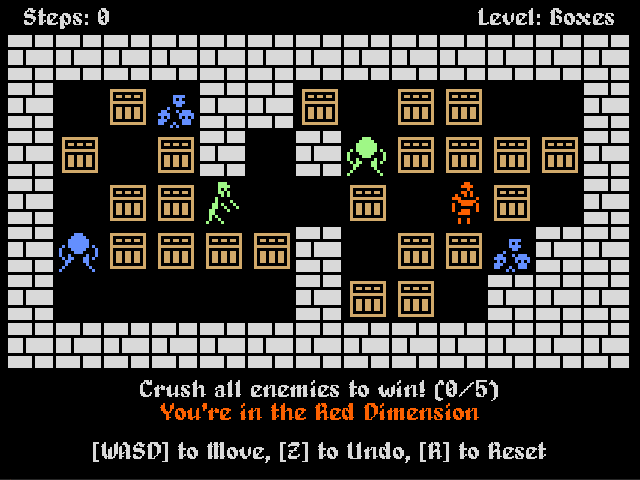 Steps: 0
Level: Boxes
Crush all enemies to win! (0/5)
You're in the Red Dimension
[WASD] to Move, [Z] to Undo, [R] to Reset